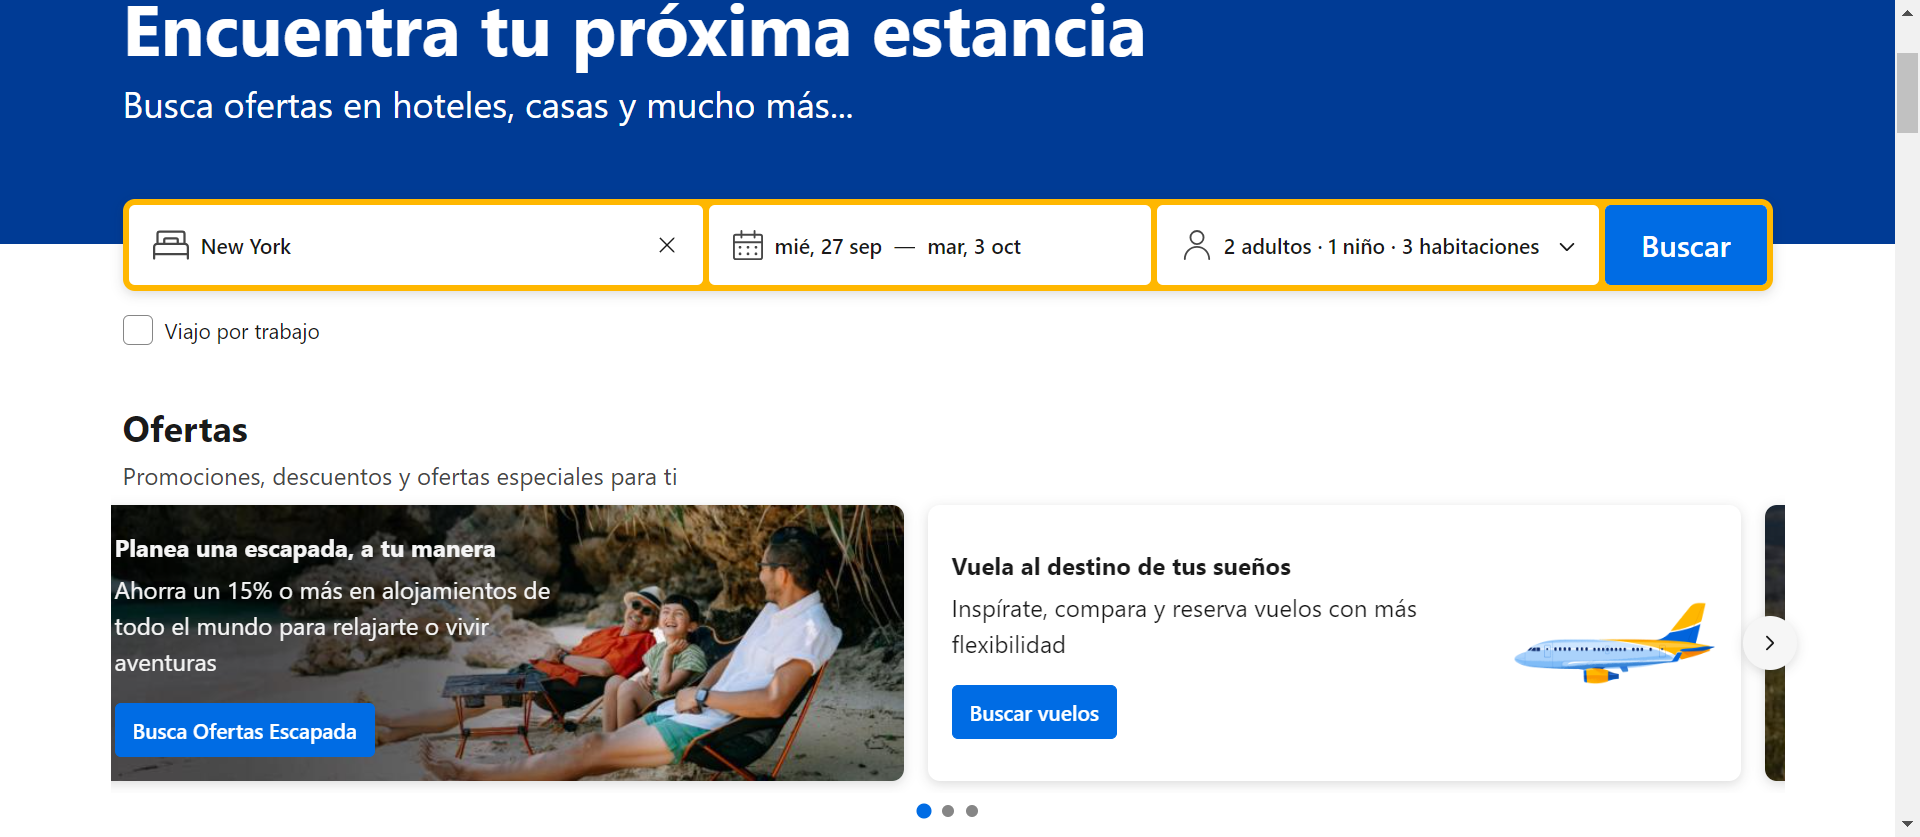 Encuentra tu próxima estancia
Busca ofertas en hoteles, casas y mucho más...
New York
mié, 27 sep — mar, 3 oct
2 adultos · 1 niño · 3 habitaciones
Buscar
Viajo por trabajo
Ofertas
Promociones, descuentos y ofertas especiales para ti
Planea una escapada, a tu manera
Ahorra un 15% o más en alojamientos de
todo el mundo para relajarte o vivir
aventuras
Busca Ofertas Escapada
Vuela al destino de tus sueños
Inspírate, compara y reserva vuelos con más
flexibilidad
Buscar vuelos